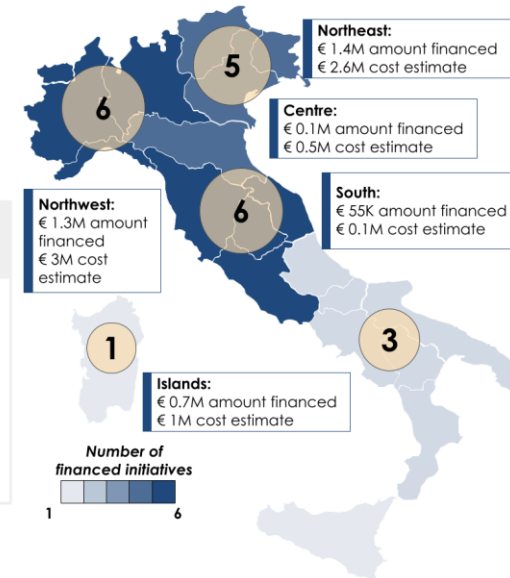 Northeast:
€ 1.4M amount financed
€ 2.6M cost estimate
5
6
Centre:
€ 0.1M amount financed
€ 0.5M cost estimate
Northwest:
€ 1.3M amount
financed
€ 3M cost
estimate
6
South:
€ 55K amount financed
€ 0.1M cost estimate
1
3
Islands:
€ 0.7M amount financed
€ 1M cost estimate
Number of
financed initiatives
1 6